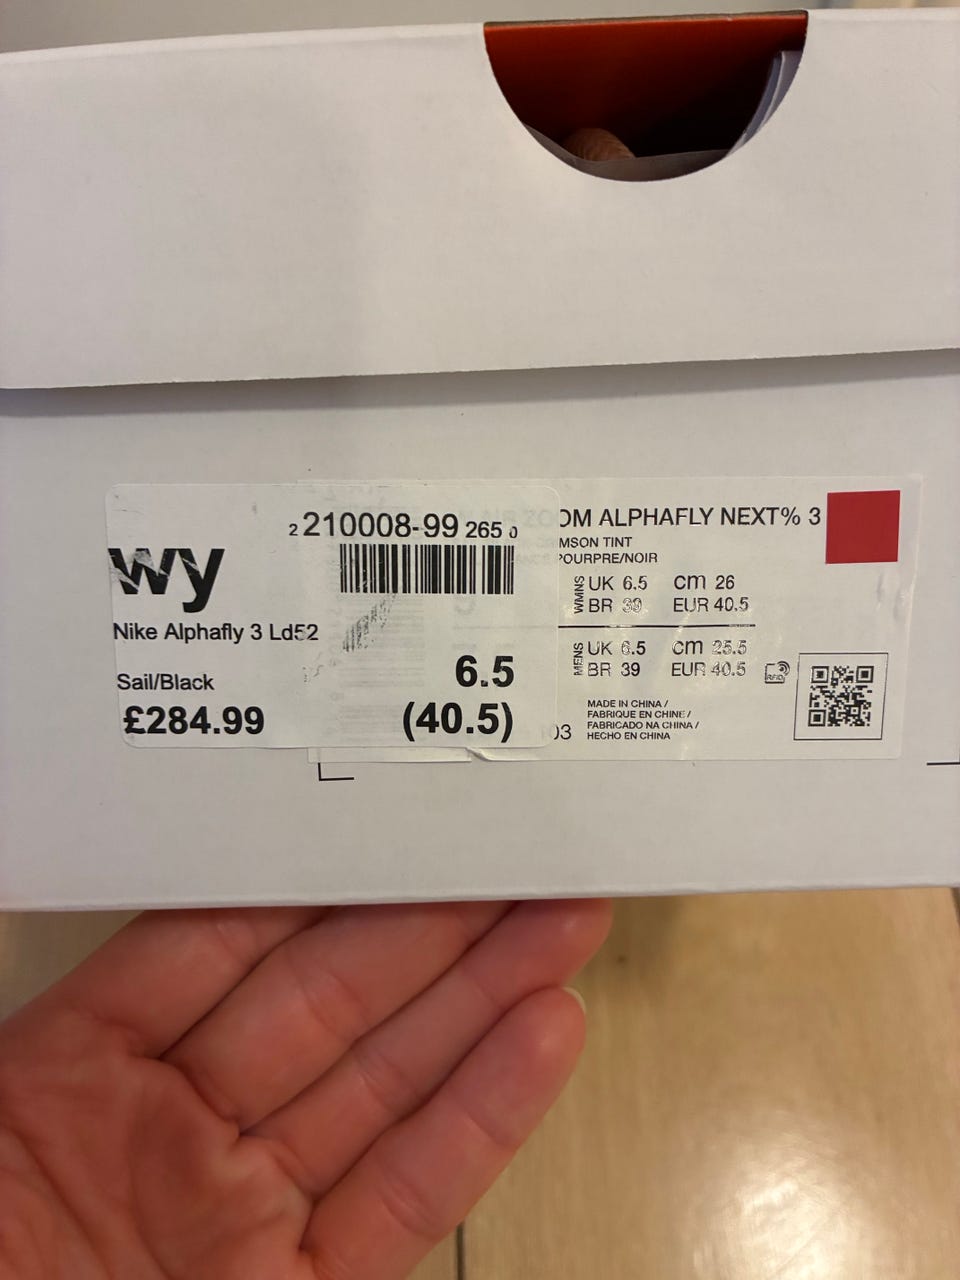 2 210008-99 265 0
wy
Nike Alphafly 3 Ld52
Sail/Black
£284.99
6.5
(40.5)
OM ALPHAFLY NEXT% 3
MSON TINT
POURPRE/NOIR
WMNS
UK 6.5 cm 26
BR 39 EUR 40.5
MENS
UK 6.5 cm 25.5
BR 39 EUR 40.5
RFID
03
MADE IN CHINA /
FABRIQUE EN CHINE /
FABRICADO NA CHINA /
HECHO EN CHINA